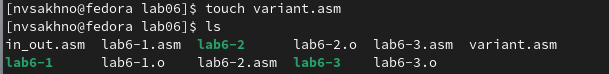 [nvsakhno@fedora lab06]$ touch variant.asm
[nvsakhno@fedora lab06]$ ls
in_out.asm lab6-1.asm lab6-2 lab6-2.o lab6-3.asm variant.asm
lab6-1 lab6-1.o lab6-2.asm lab6-3 lab6-3.o